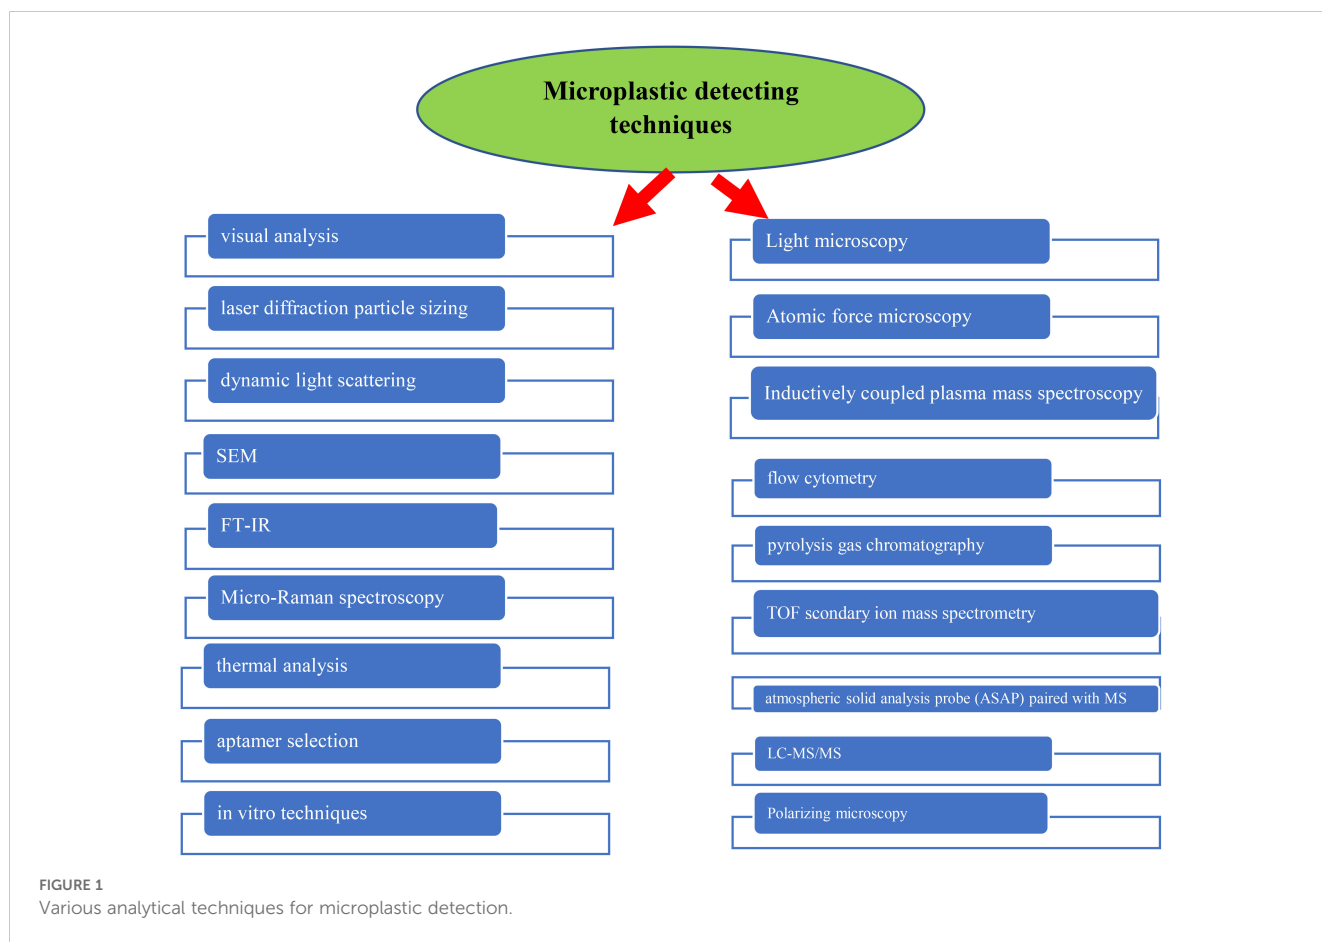 Microplastic detecting
techniques
visual analysis
laser diffraction particle sizing
dynamic light scattering
SEM
FT-IR
Micro-Raman spectroscopy
thermal analysis
aptamer selection
in vitro techniques
Light microscopy
Atomic force microscopy
Inductively coupled plasma mass spectroscopy
flow cytometry
pyrolysis gas chromatography
TOF scondary ion mass spectrometry
atmospheric solid analysis probe (ASAP) paired with MS
LC-MS/MS
Polarizing microscopy
FIGURE 1
Various analytical techniques for microplastic detection.